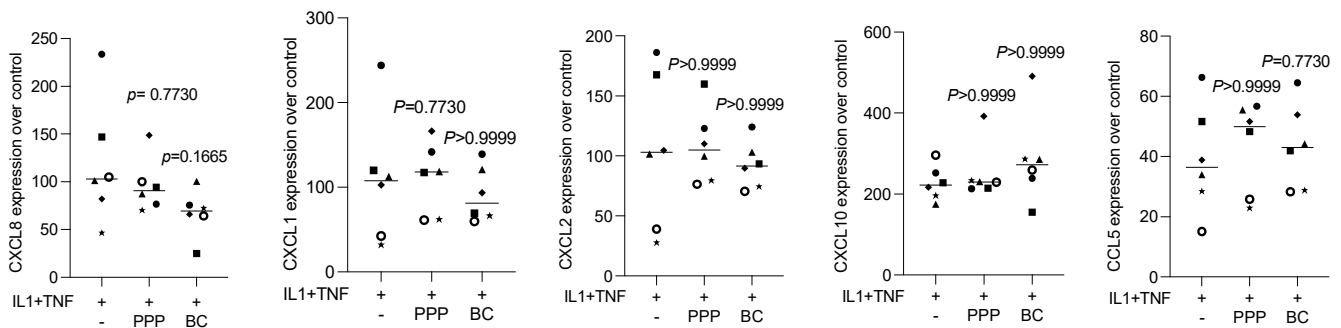 CXCL8 expression over control
250
200
150
100
50
0
p= 0.7730
p=0.1665
IL1+TNF + + +
- PPP BC
CXCL1 expression over control
300
200
100
0
p=0.7730
P>0.9999
IL1+TNF + + +
- PPP BC
CXCL2 expression over control
200
150
100
50
0
P>0.9999
P>0.9999
IL1+TNF + + +
- PPP BC
CXCL10 expression over control
600
400
200
0
P>0.9999
P>0.9999
IL1+TNF + + +
- PPP BC
CCL5 expression over control
80
60
40
20
0
P>0.9999
P=0.7730
IL1+TNF + + +
- PPP BC